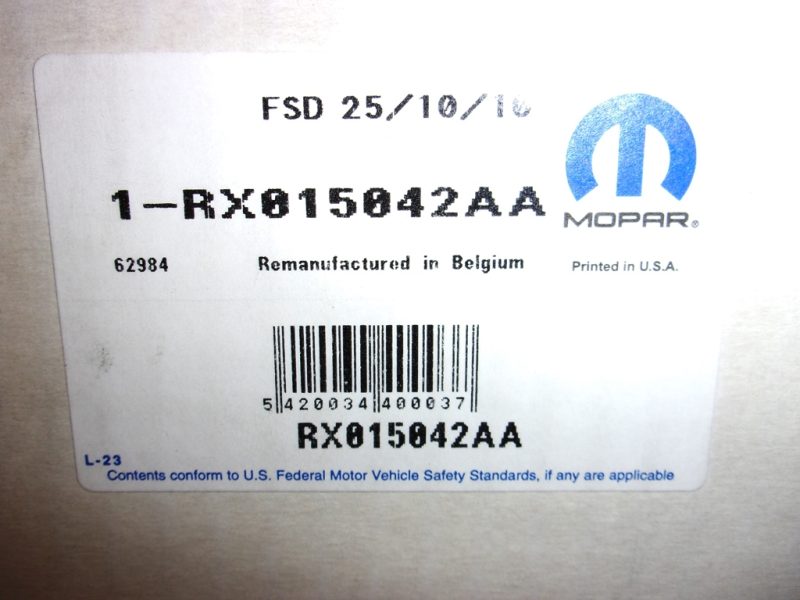 FSD 25/10/10
1-RX015042AA
MOPAR®
62984 Remanufactured in Belgium Printed in U.S.A.
5 420034 400037
RX015042AA
L-23
Contents conform to U.S. Federal Motor Vehicle Safety Standards, if any are applicable